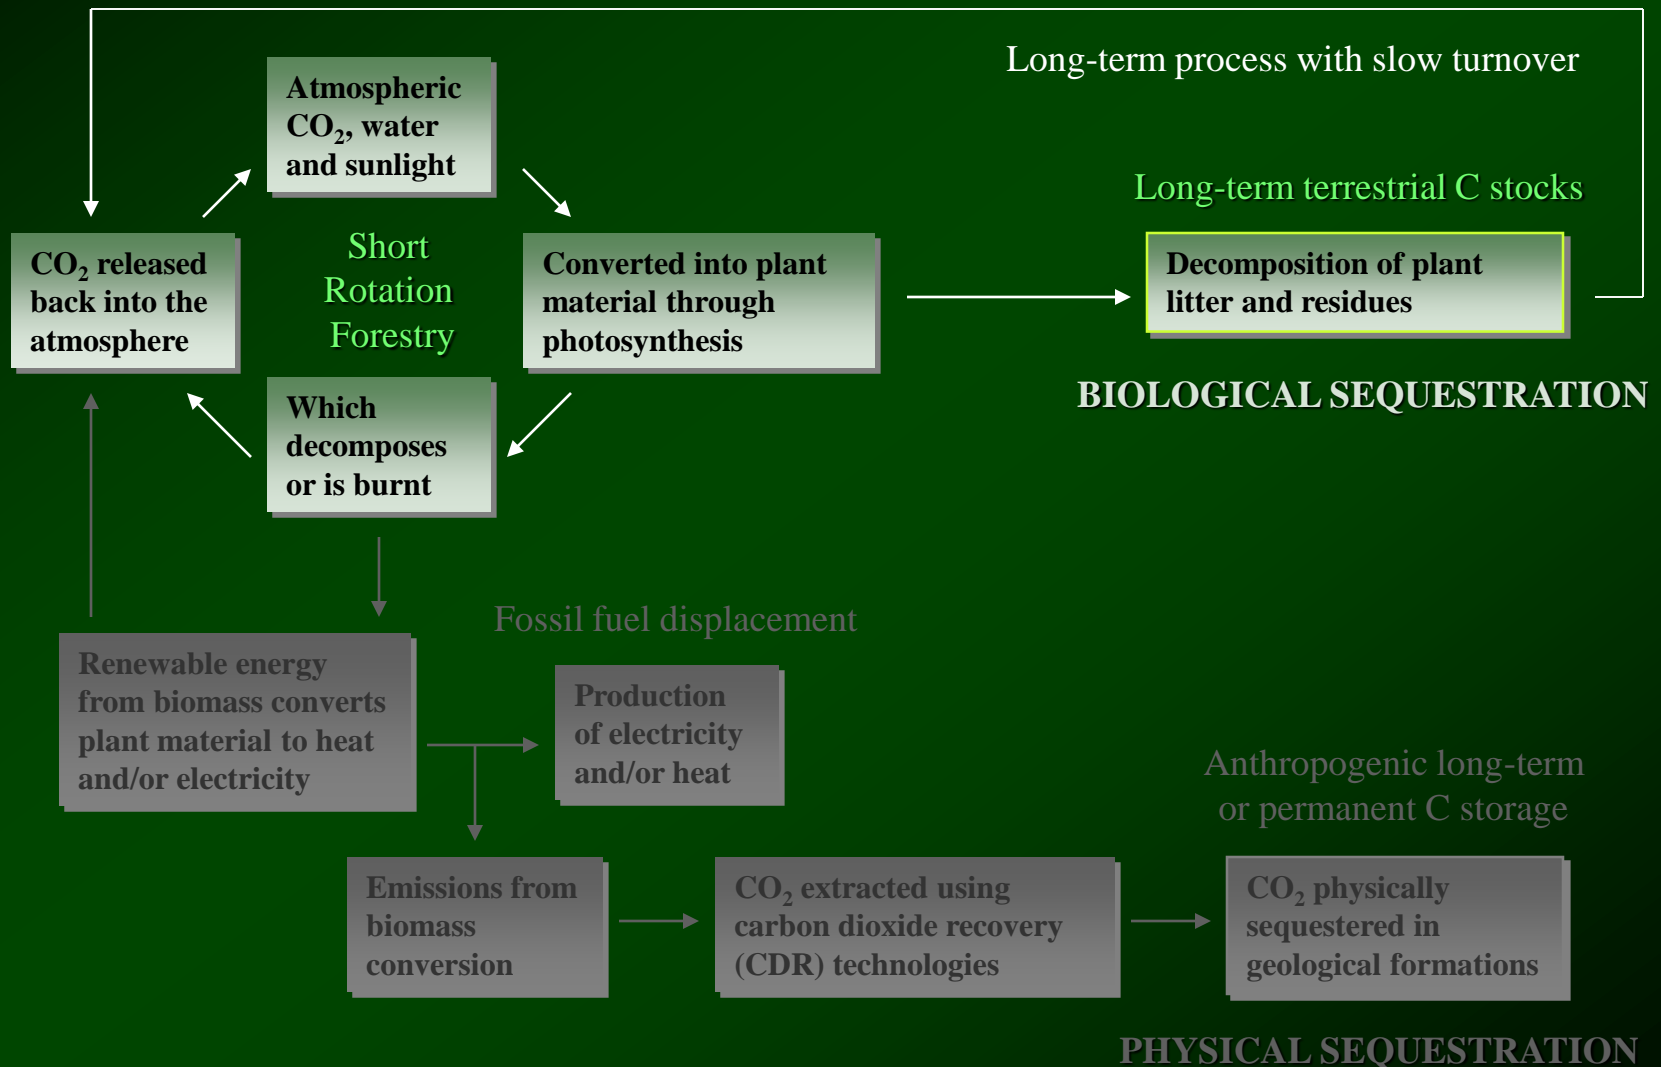 Long-term process with slow turnover
Atmospheric
CO₂, water
and sunlight
Long-term terrestrial C stocks
CO₂ released
back into the
atmosphere
Short
Rotation
Forestry
Converted into plant
material through
photosynthesis
Decomposition of plant
litter and residues
BIOLOGICAL SEQUESTRATION
Which
decomposes
or is burnt
Fossil fuel displacement
Renewable energy
from biomass converts
plant material to heat
and/or electricity
Production
of electricity
and/or heat
Anthropogenic long-term
or permanent C storage
Emissions from
biomass
conversion
CO₂ extracted using
carbon dioxide recovery
(CDR) technologies
CO₂ physically
sequestered in
geological formations
PHYSICAL SEQUESTRATION